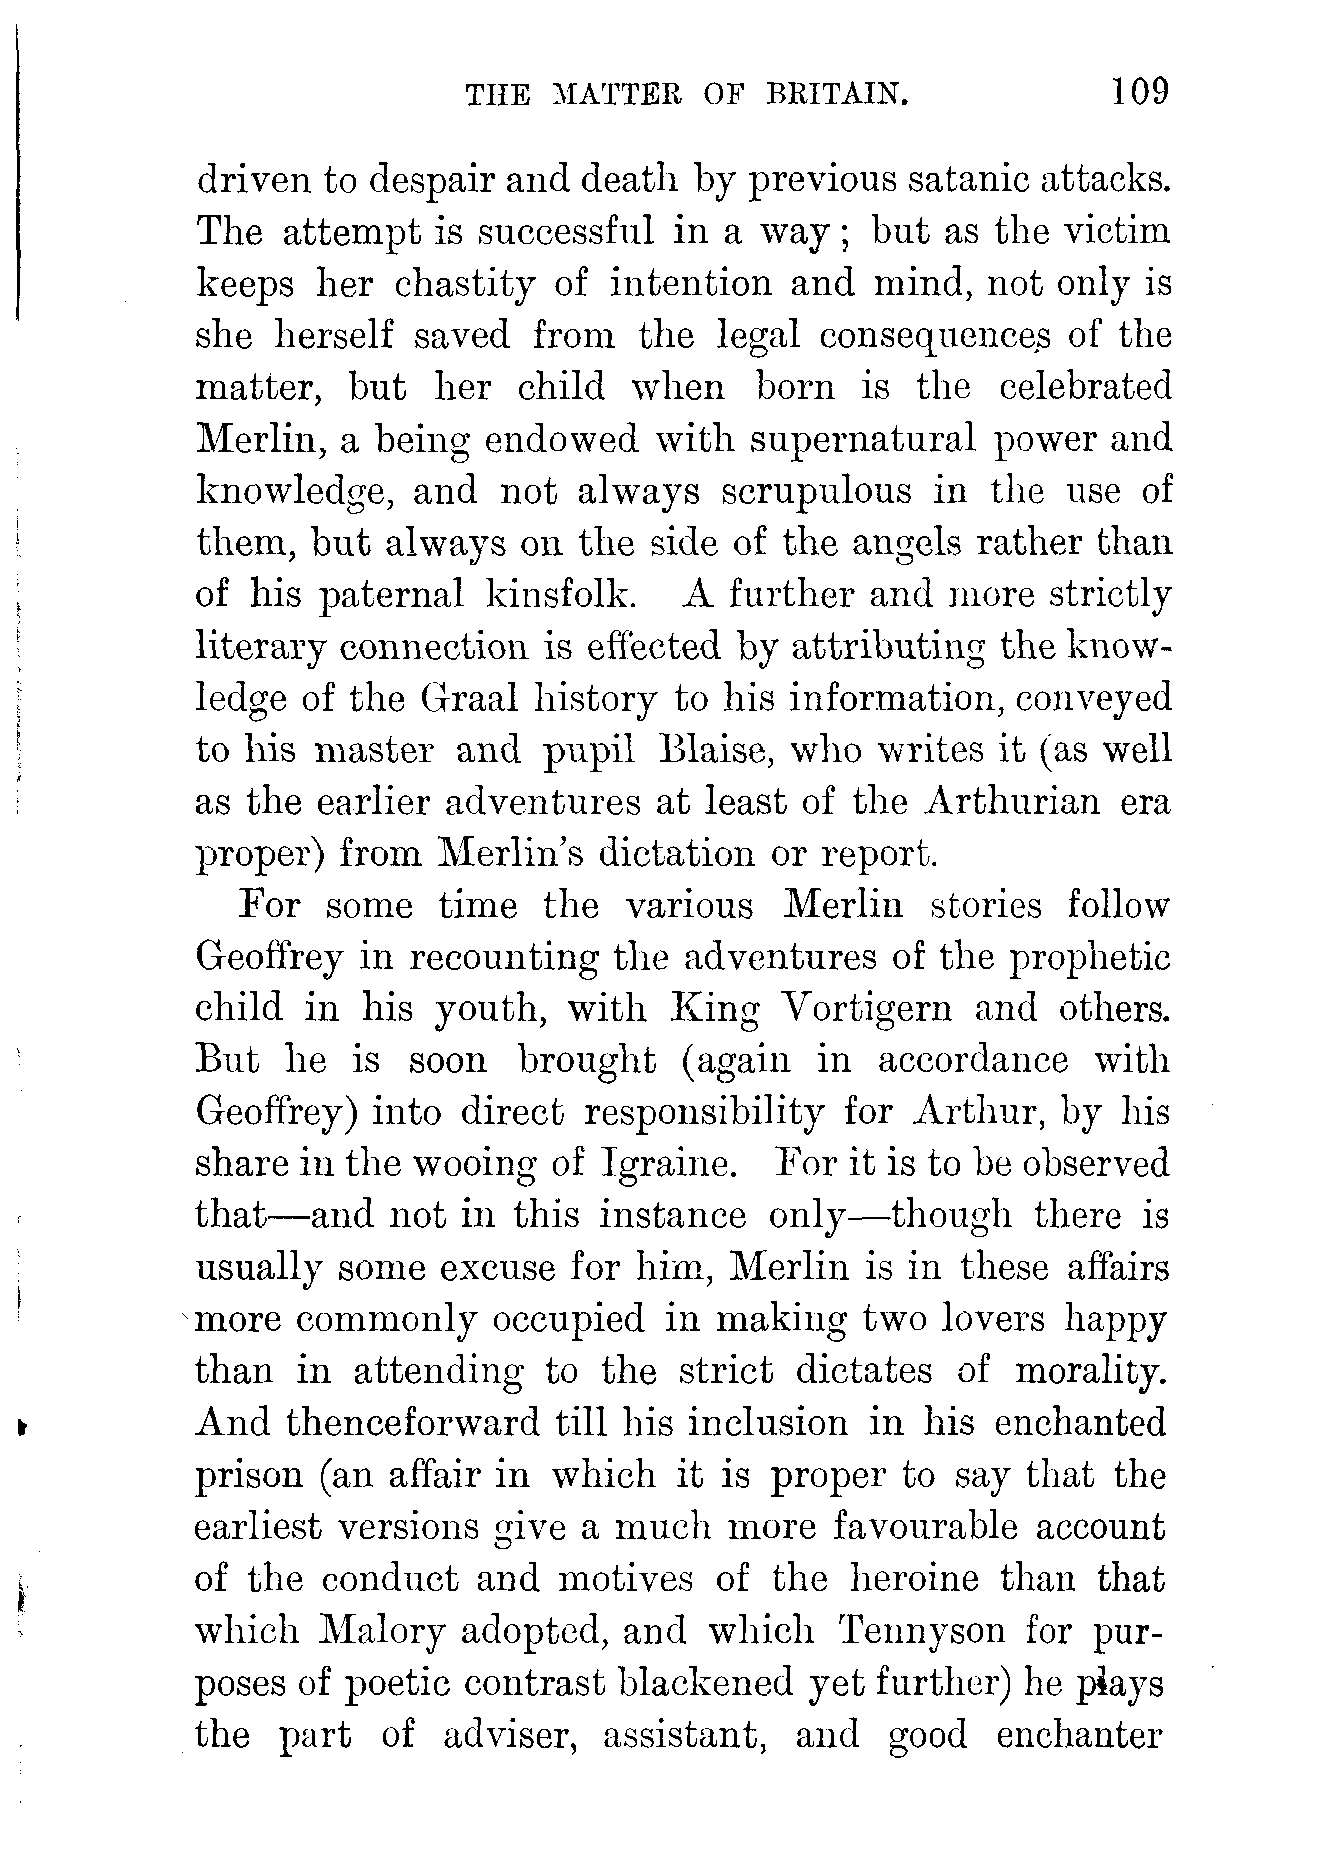 THE MATTER OF BRITAIN. 109
driven to despair and death by previous satanic attacks.
The attempt is successful in a way ; but as the victim
keeps her chastity of intention and mind, not only is
she herself saved from the legal consequences of the
matter, but her child when born is the celebrated
Merlin, a being endowed with supernatural power and
knowledge, and not always scrupulous in the use of
them, but always on the side of the angels rather than
of his paternal kinsfolk. A further and more strictly
literary connection is effected by attributing the know-
ledge of the Graal history to his information, conveyed
to his master and pupil Blaise, who writes it (as well
as the earlier adventures at least of the Arthurian era
proper) from Merlin's dictation or report.
For some time the various Merlin stories follow
Geoffrey in recounting the adventures of the prophetic
child in his youth, with King Vortigern and others.
But he is soon brought (again in accordance with
Geoffrey) into direct responsibility for Arthur, by his
share in the wooing of Igraine. For it is to be observed
that—and not in this instance only—though there is
usually some excuse for him, Merlin is in these affairs
more commonly occupied in making two lovers happy
than in attending to the strict dictates of morality.
And thenceforward till his inclusion in his enchanted
prison (an affair in which it is proper to say that the
earliest versions give a much more favourable account
of the conduct and motives of the heroine than that
which Malory adopted, and which Tennyson for pur-
poses of poetic contrast blackened yet further) he plays
the part of adviser, assistant, and good enchanter